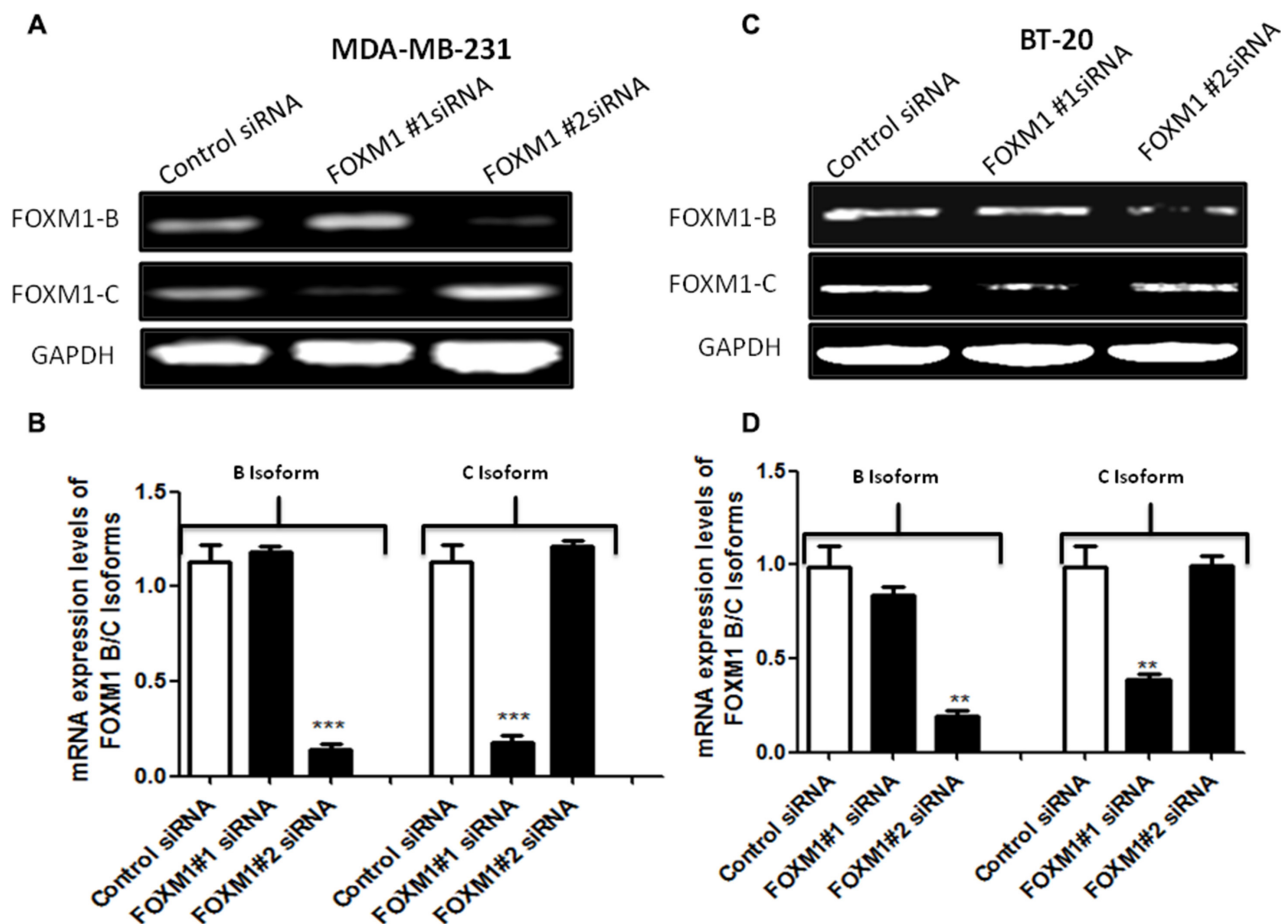 A
MDA-MB-231
Control siRNA
FOXM1 #1siRNA
FOXM1 #2siRNA
FOXM1-B
FOXM1-C
GAPDH
C
BT-20
Control siRNA
FOXM1 #1siRNA
FOXM1 #2siRNA
FOXM1-B
FOXM1-C
GAPDH
B
mRNA expression levels of
FOXM1 B/C Isoforms
1.5
1.0
0.5
0.0
B Isoform
C Isoform
***
***
Control siRNA
FOXM1#1 siRNA
FOXM1#2 siRNA
Control siRNA
FOXM1#1 siRNA
FOXM1#2 siRNA
D
mRNA expression levels of
FOXM1 B/C Isoforms
1.5
1.0
0.5
0.0
B Isoform
C Isoform
**
**
Control siRNA
FOXM1#1 siRNA
FOXM1#2 siRNA
Control siRNA
FOXM1#1 siRNA
FOXM1#2 siRNA